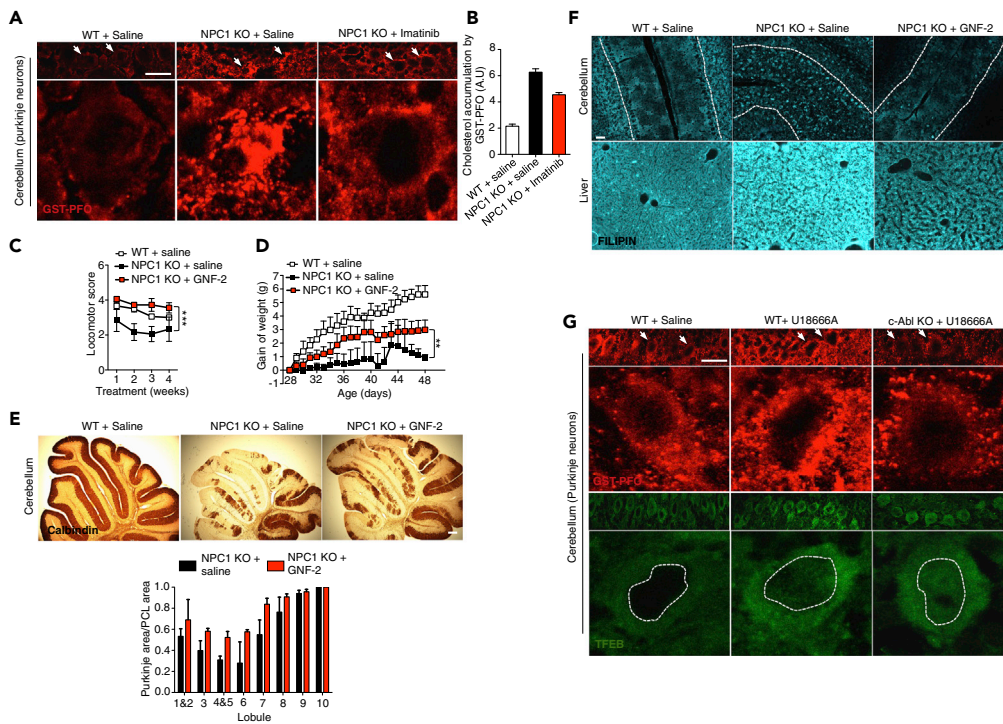 A
WT + Saline
NPC1 KO + Saline
NPC1 KO + Imatinib
Cerebellum (purkinje neurons)
GST-PFO
B
Cholesterol accumulation by
GST-PFO (A.U)
8
6
4
2
0
WT + saline
NPC1 KO + saline
NPC1 KO + Imatinib
C
WT + saline
NPC1 KO + saline
NPC1 KO + GNF-2
Locomotor score
6
4
2
0
***
1 2 3 4
Treatment (weeks)
D
WT + saline
NPC1 KO + saline
NPC1 KO + GNF-2
Gain of weight (g)
7
6
5
4
3
2
1
0
-1
**
28 32 36 40 44 48
Age (days)
E
WT + Saline
NPC1 KO + Saline
NPC1 KO + GNF-2
Cerebellum
Calbindin
NPC1 KO +
saline
NPC1 KO +
GNF-2
Purkinje area/PCL area
1.0
0.8
0.6
0.4
0.2
0.0
1&2 3 4&5 6 7 8 9 10
Lobule
F
WT + Saline
NPC1 KO + Saline
NPC1 KO + GNF-2
Cerebellum
Liver
FILIPIN
G
WT + Saline
WT+ U18666A
c-Abl KO + U18666A
Cerebellum (Purkinje neurons)
GST-PFO
TFEB